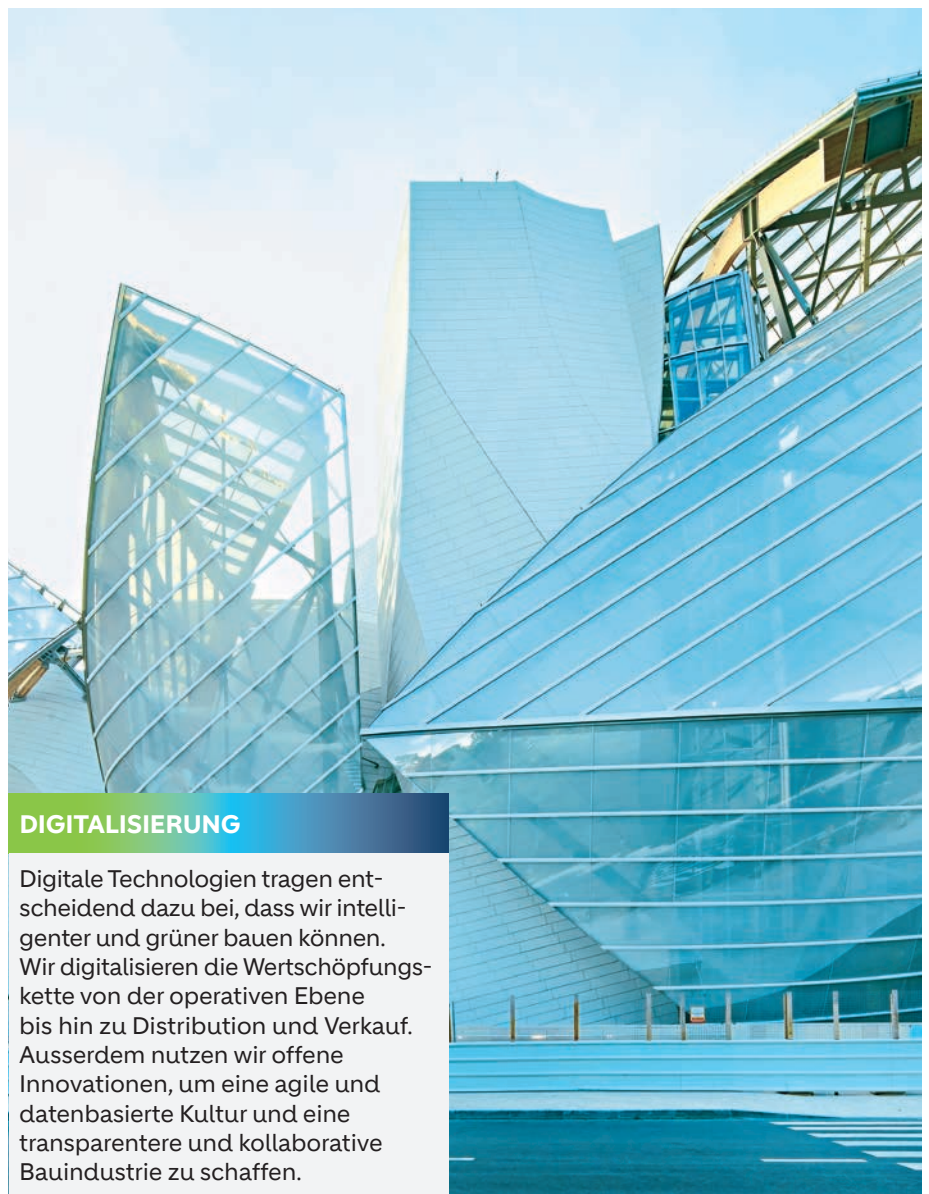 DIGITALISIERUNG
Digitale Technologien tragen ent-
scheidend dazu bei, dass wir intelli-
genter und grüner bauen können.
Wir digitalisieren die Wertschöpfungs-
kette von der operativen Ebene
bis hin zu Distribution und Verkauf.
Ausserdem nutzen wir offene
Innovationen, um eine agile und
datenbasierte Kultur und eine
transparentere und kollaborative
Bauindustrie zu schaffen.